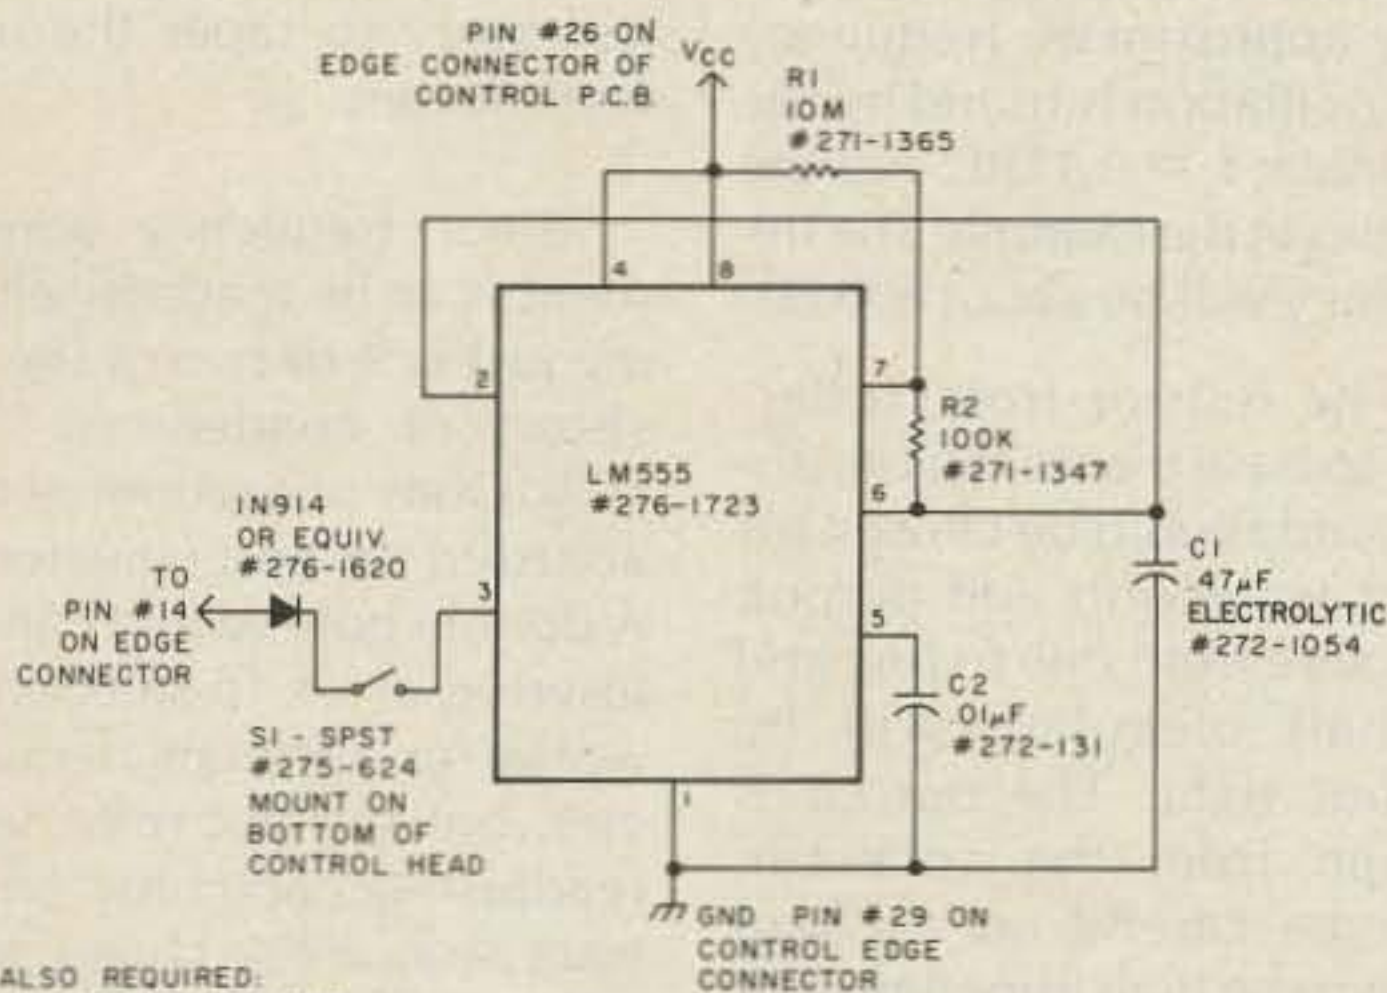 PIN #26 ON
EDGE CONNECTOR OF
CONTROL P.C.B.
VCC
R1
10M
#271-1365
4
8
2
7
R2
100K
#271-1347
LM555
#276-1723
6
1N914
OR EQUIV.
#276-1620
3
TO
PIN #14
ON EDGE
CONNECTOR
C1
.47µF
ELECTROLYTIC
#272-1054
5
C2
.01µF
#272-131
S1 - SPST
#275-624
MOUNT ON
BOTTOM OF
CONTROL HEAD
1
GND PIN #29 ON
CONTROL EDGE
CONNECTOR
ALSO REQUIRED: